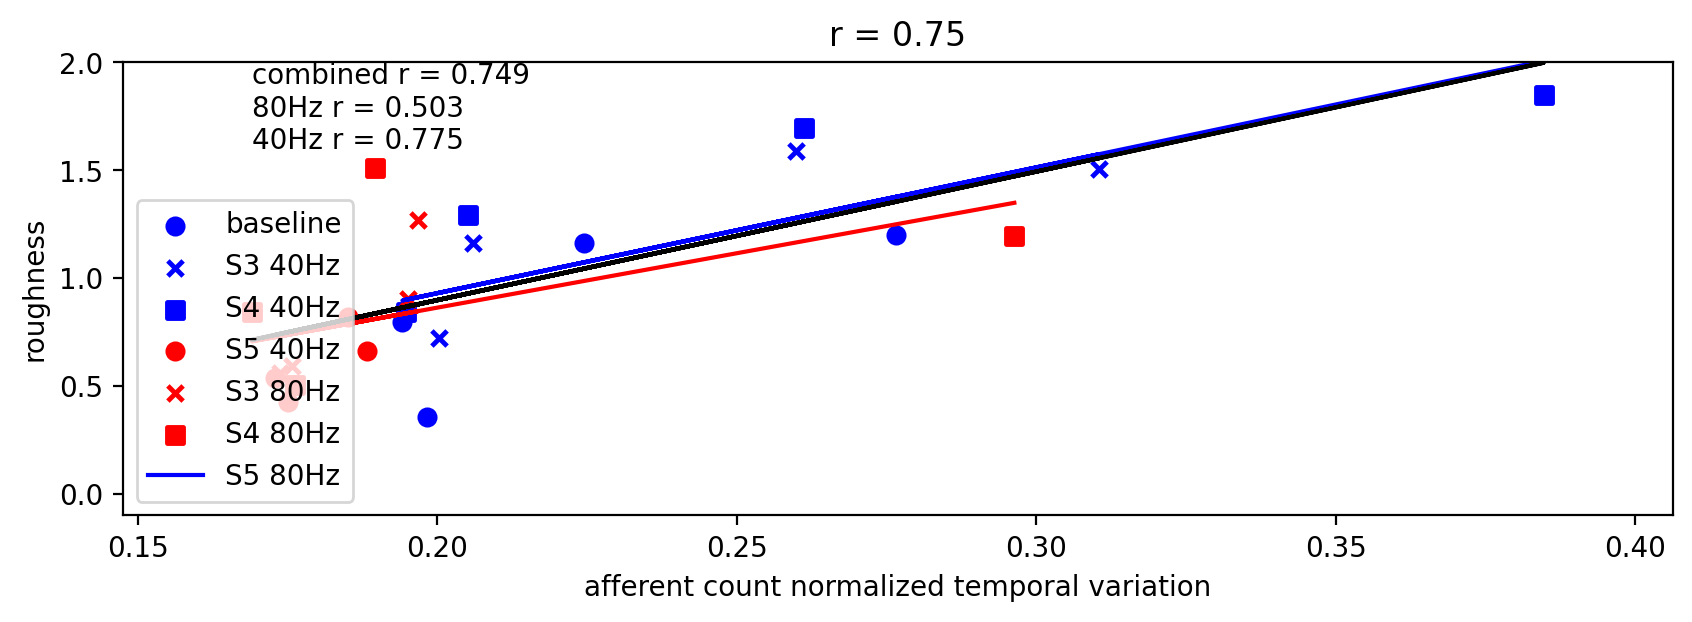 r = 0.75
combined r = 0.749
80Hz r = 0.503
40Hz r = 0.775
2.0
1.5
1.0
0.5
0.0
roughness
baseline
S3 40Hz
S4 40Hz
S5 40Hz
S3 80Hz
S4 80Hz
S5 80Hz
0.15 0.20 0.25 0.30 0.35 0.40
afferent count normalized temporal variation